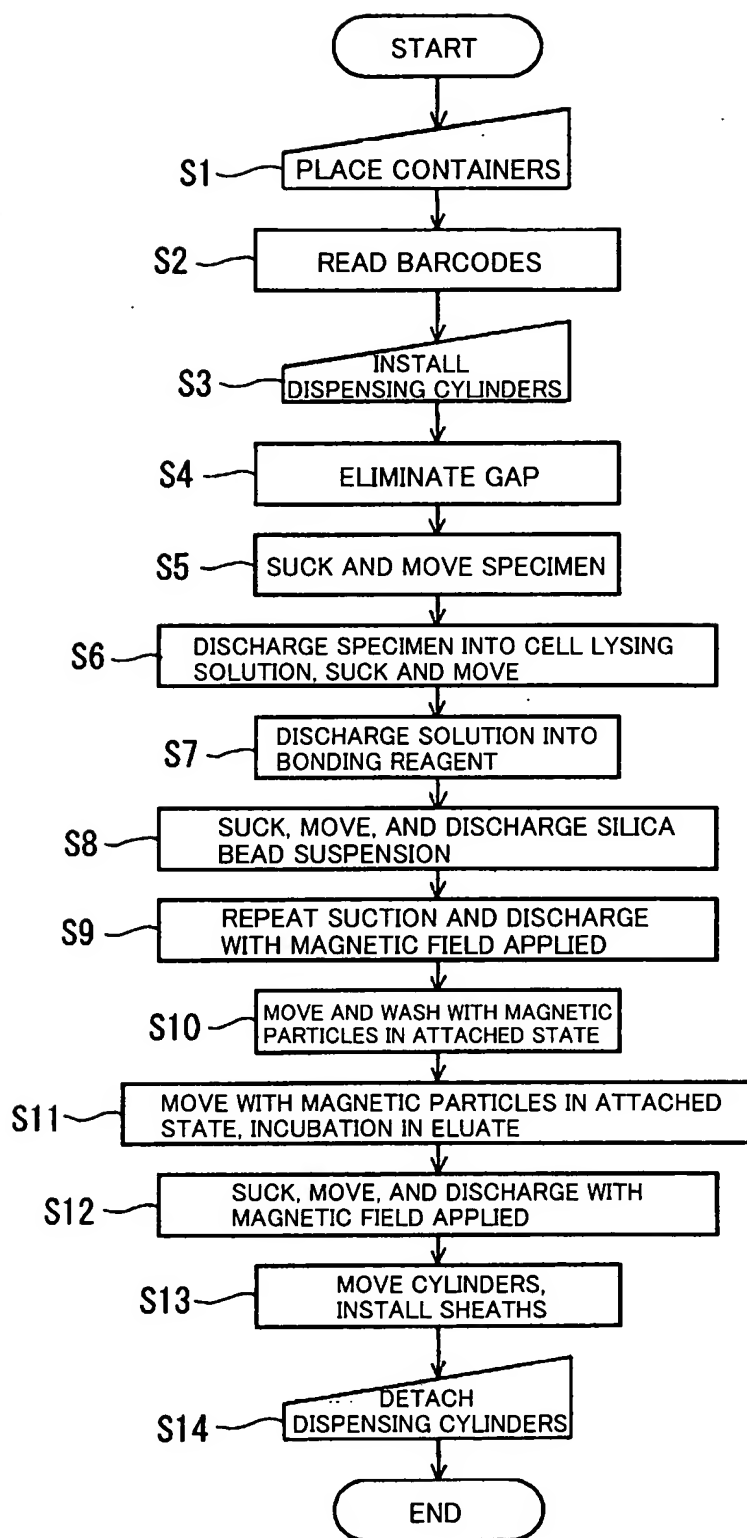 START
S1
PLACE CONTAINERS
S2
READ BARCODES
S3
INSTALL
DISPENSING CYLINDERS
S4
ELIMINATE GAP
S5
SUCK AND MOVE SPECIMEN
S6
DISCHARGE SPECIMEN INTO CELL LYSING
SOLUTION, SUCK AND MOVE
S7
DISCHARGE SOLUTION INTO
BONDING REAGENT
S8
SUCK, MOVE, AND DISCHARGE SILICA
BEAD SUSPENSION
S9
REPEAT SUCTION AND DISCHARGE
WITH MAGNETIC FIELD APPLIED
S10
MOVE AND WASH WITH MAGNETIC
PARTICLES IN ATTACHED STATE
S11
MOVE WITH MAGNETIC PARTICLES IN ATTACHED
STATE, INCUBATION IN ELUATE
S12
SUCK, MOVE, AND DISCHARGE WITH
MAGNETIC FIELD APPLIED
S13
MOVE CYLINDERS,
INSTALL SHEATHS
S14
DETACH
DISPENSING CYLINDERS
END